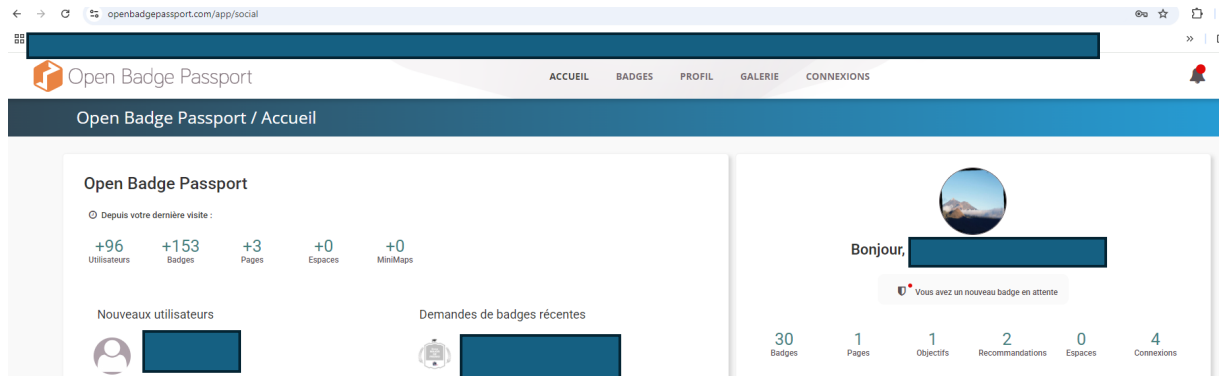 openbadgepassport.com/app/social
Open Badge Passport
ACCUEIL BADGES PROFIL GALERIE CONNEXIONS
Open Badge Passport / Accueil
Open Badge Passport
Depuis votre dernière visite :
+96 +153 +3 +0 +0
Utilisateurs Badges Pages Espaces MiniMaps
Nouveaux utilisateurs
Demandes de badges récentes
Bonjour,
Vous avez un nouveau badge en attente
30 1 1 2 0 4
Badges Pages Objectifs Recommandations Espaces Connexions